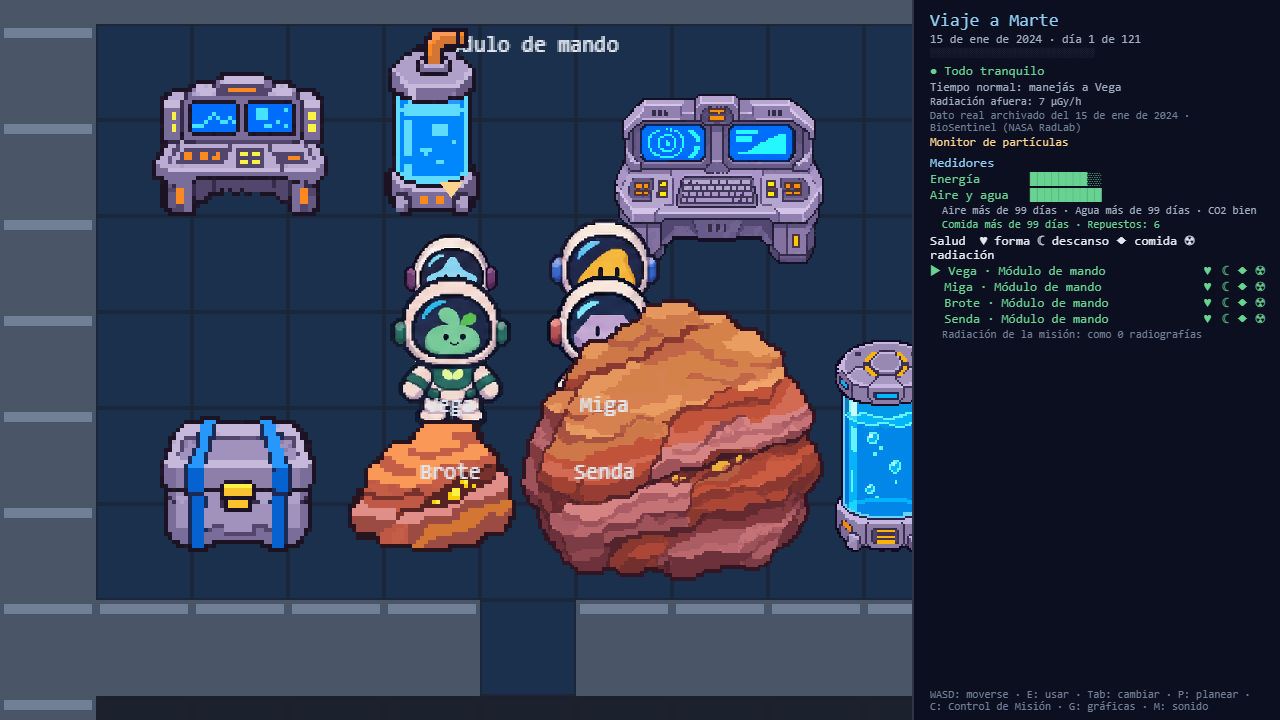 dulo de mando
Vega
Miga
Brote
Senda
Viaje a Marte
15 de ene de 2024 · día 1 de 121
● Todo tranquilo
Tiempo normal: manejás a Vega
Radiación afuera: 7 µGy/h
Dato real archivado del 15 de ene de 2024 ·
BioSentinel (NASA RadLab)
Monitor de partículas
Medidores
Energía
Aire y agua
Aire más de 99 días · Agua más de 99 días · CO2 bien
Comida más de 99 días · Repuestos: 6
Salud ♥ forma ☾ descanso ◆ comida ☢
radiación
▶ Vega · Módulo de mando ♥ ☾ ◆ ☢
Miga · Módulo de mando ♥ ☾ ◆ ☢
Brote · Módulo de mando ♥ ☾ ◆ ☢
Senda · Módulo de mando ♥ ☾ ◆ ☢
Radiación de la misión: como 0 radiografías
WASD: moverse · E: usar · Tab: cambiar · P: planear ·
C: Control de Misión · G: gráficas · M: sonido